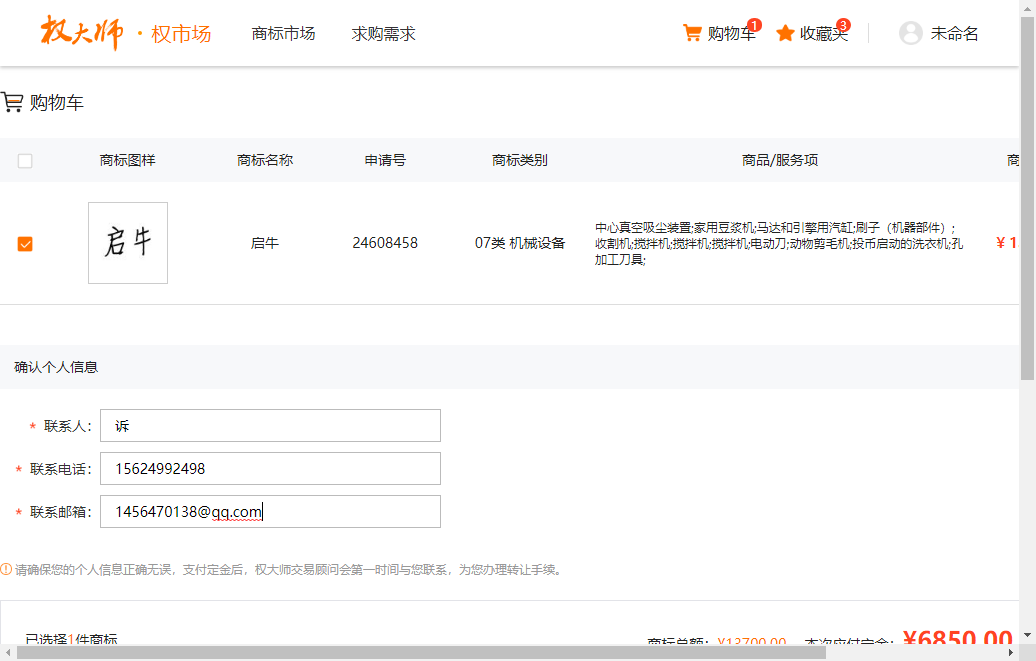 权大师 · 权市场 商标市场 求购需求 购物车 1 收藏夹 3 未命名
购物车
商标图样 商标名称 申请号 商标类别 商品/服务项 商
启牛 启牛 24608458 07类 机械设备
中心真空吸尘装置;家用豆浆机;马达和引擎用汽缸;刷子（机器部件）;
收割机;搅拌机;搅拌机;搅拌机;电动刀;动物剪毛机;投币启动的洗衣机;孔
加工刀具;
¥ 1
确认个人信息
* 联系人： 诉
* 联系电话： 15624992498
* 联系邮箱： 1456470138@qq.com
请确保您的个人信息正确无误，支付定金后，权大师交易顾问会第一时间与您联系，为您办理转让手续。
已选择1件商标 商标总额：¥13700.00 本次应付定金：¥6850.00